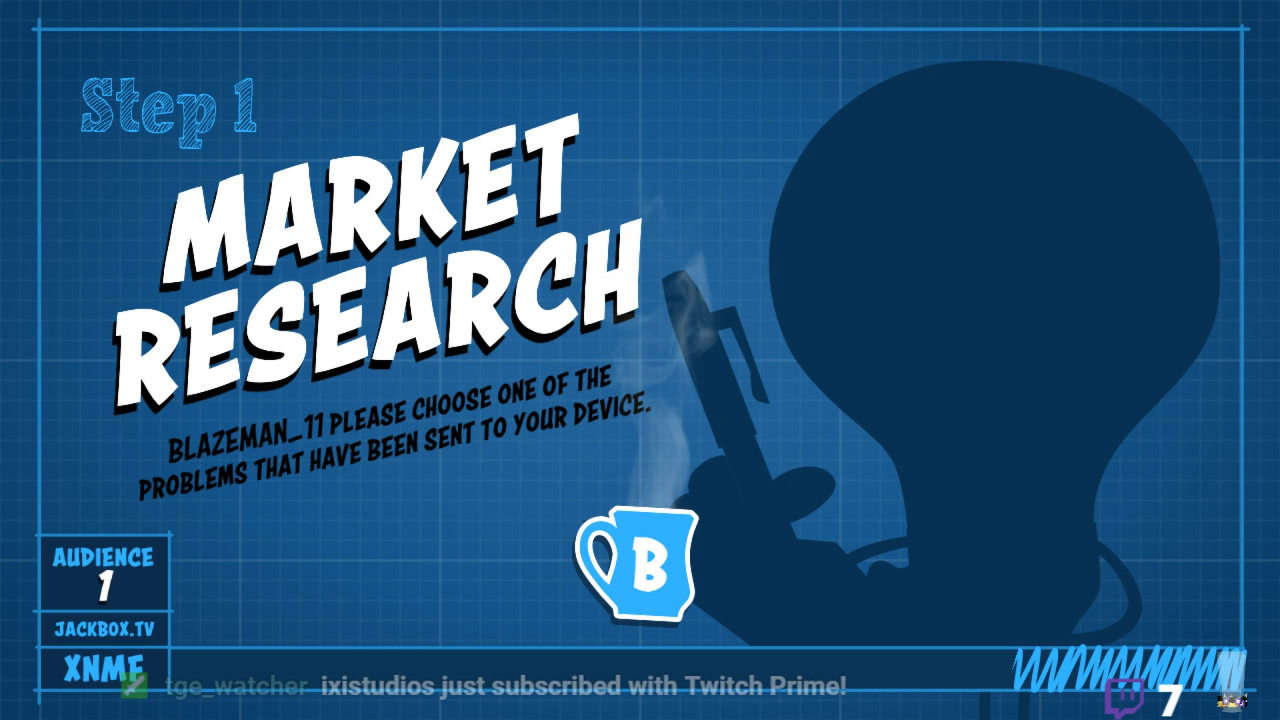 Step 1
MARKET
RESEARCH
BLAZEMAN_11 PLEASE CHOOSE ONE OF THE
PROBLEMS THAT HAVE BEEN SENT TO YOUR DEVICE.
B
AUDIENCE
1
JACKBOX.TV
XNMF
tge_watcher ixistudios just subscribed with Twitch Prime!
7